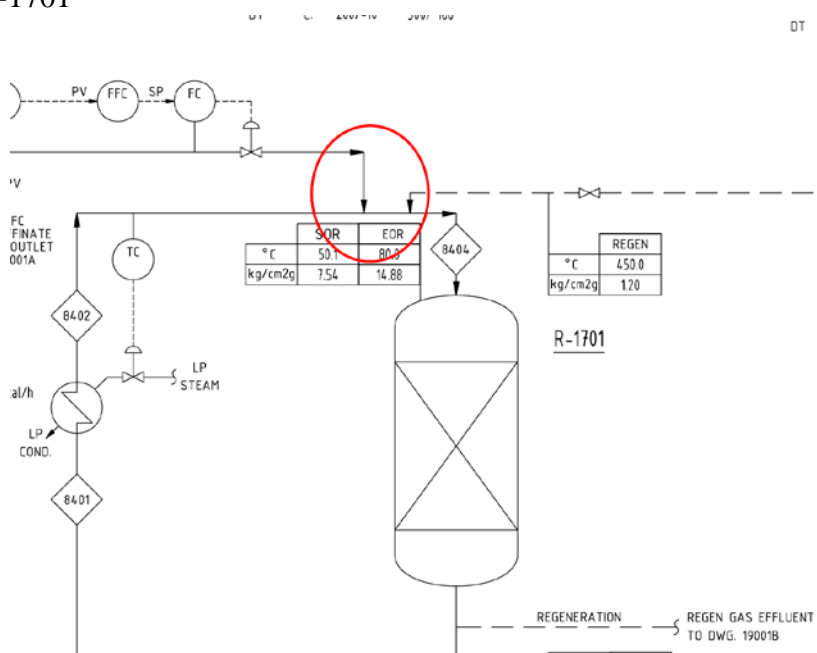 -1701
DT
DT
PV
FFC
SP
FC
PV
FC
FFINATE
OUTLET
001A
TC
SOR EOR
°C 50.1 80.0
kg/cm2g 7.54 14.88
8404
REGEN
°C 450.0
kg/cm2g 1.20
R-1701
8402
LP
STEAM
al/h
LP
COND.
8401
REGENERATION
REGEN GAS EFFLUENT
TO DWG. 19001B